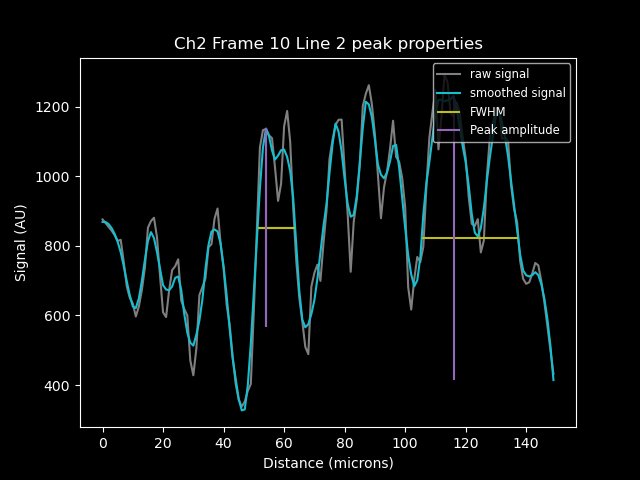 Ch2 Frame 10 Line 2 peak properties
raw signal
smoothed signal
FWHM
Peak amplitude
Signal (AU)
1200
1000
800
600
400
0 20 40 60 80 100 120 140
Distance (microns)